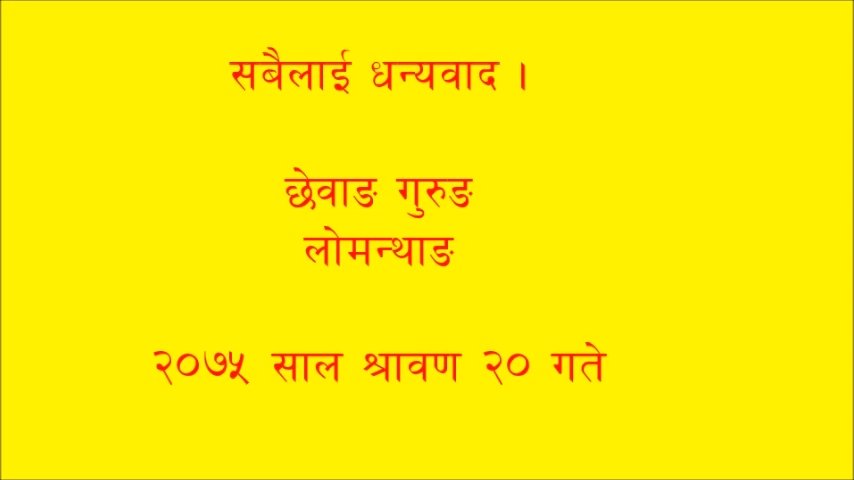 सबैलाई धन्यवाद ।
छेवाङ गुरुङ
लोमन्थाङ
२०७५ साल श्रावण २० गते